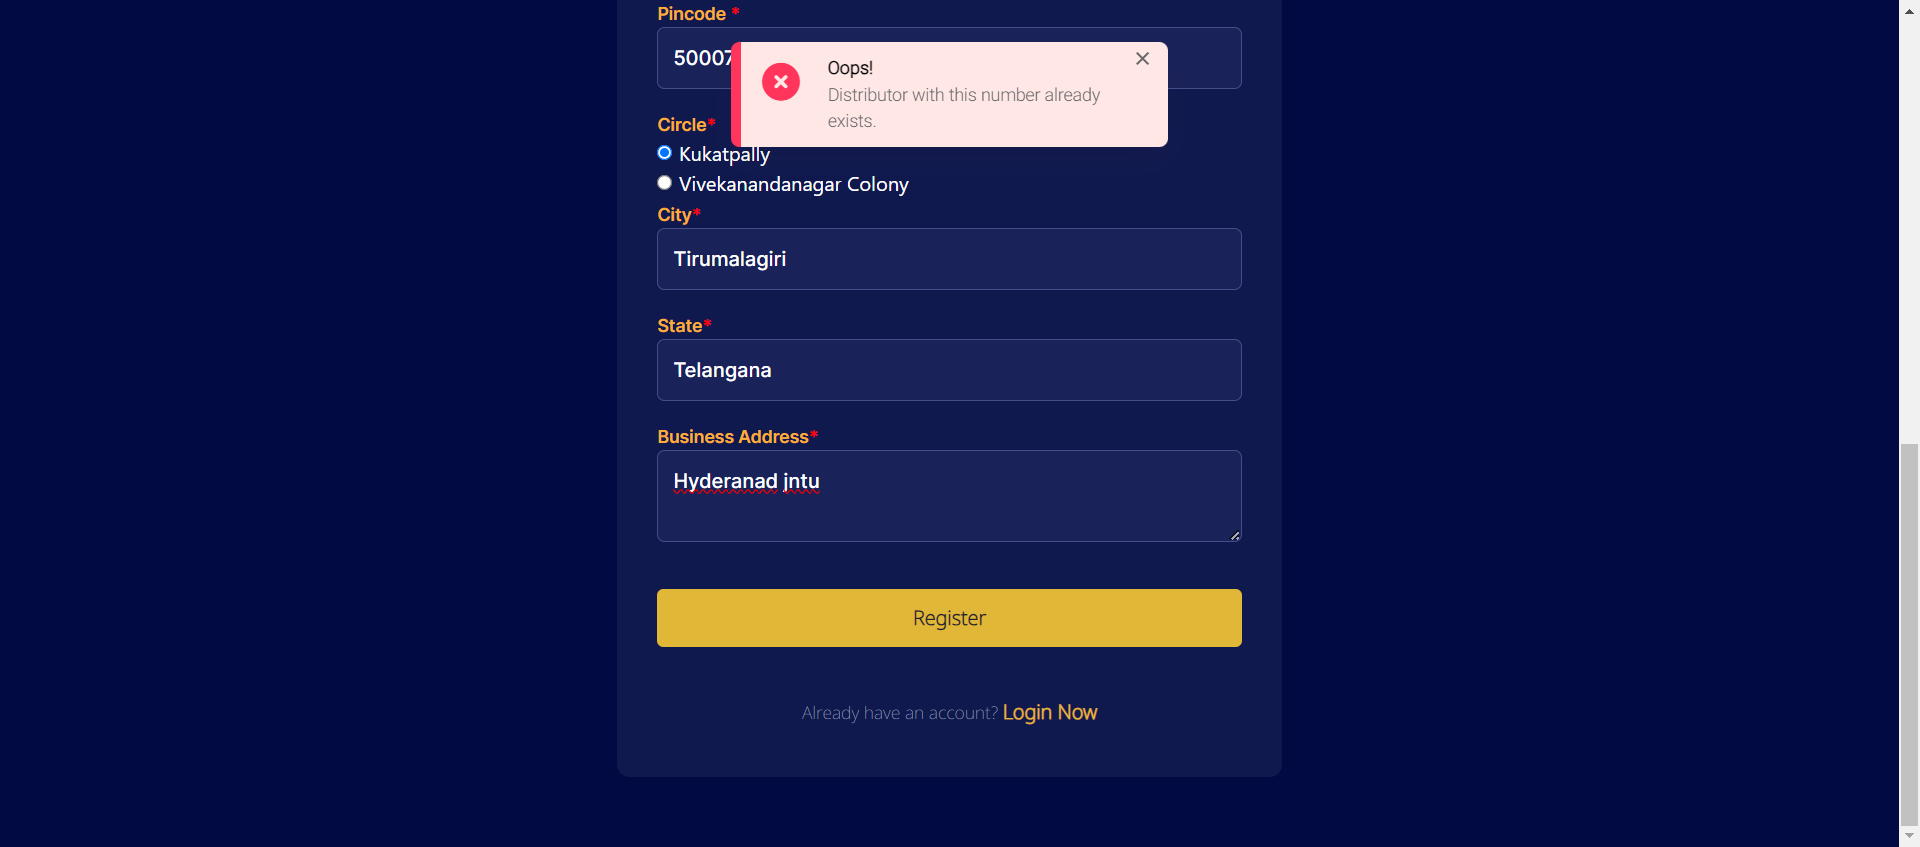 Pincode *
Oops!
Distributor with this number already
exists.
Circle*
Kukatpally
Vivekanandanagar Colony
City*
Tirumalagiri
State*
Telangana
Business Address*
Hyderanad jntu
Register
Already have an account? Login Now